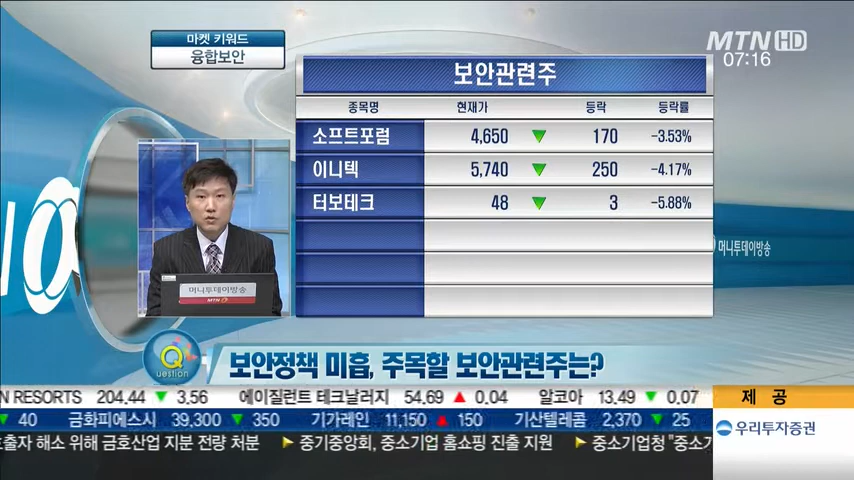 마켓 키워드
융합보안
MTN HD
07:16
보안관련주
종목명 현재가 등락 등락률
소프트포럼 4,650 ▼ 170 -3.53%
이니텍 5,740 ▼ 250 -4.17%
터보테크 48 ▼ 3 -5.88%
머니투데이방송
머니투데이방송
MTN
Question
보안정책 미흡, 주목할 보안관련주는?
N RESORTS 204.44 ▼ 3.56 에이질런트 테크날러지 54.69 ▲ 0.04 알코아 13.49 ▼ 0.07
제 공
▼ 40 금화피에스시 39,300 ▼ 350 기가레인 11,150 ▲ 150 기산텔레콤 2,370 ▼ 25
우리투자증권
호출자 해소 위해 금호산업 지분 전량 처분 ▶ 중기중앙회, 중소기업 홈쇼핑 진출 지원 ▶ 중소기업청 "중소기